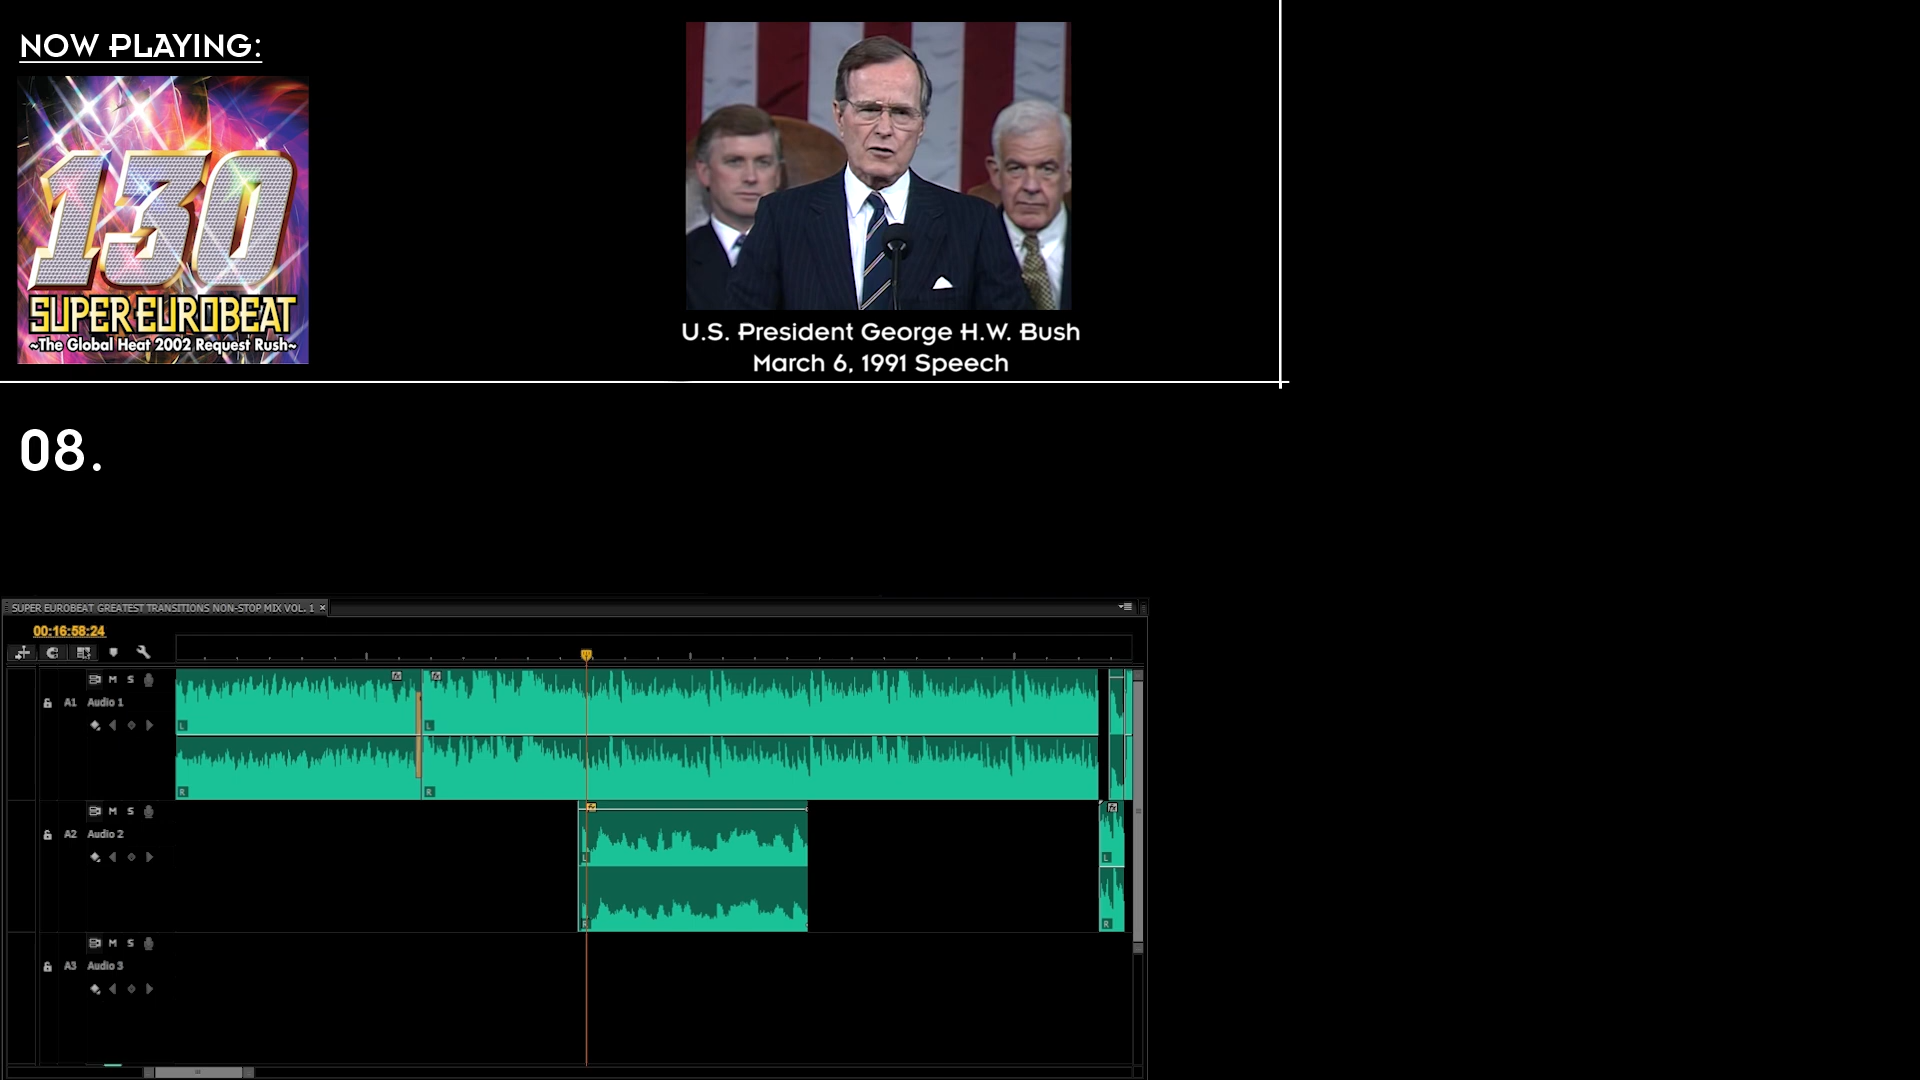 NOW PLAYING:
130
SUPER EUROBEAT
~The Global Heat 2002 Request Rush~
U.S. President George H.W. Bush
March 6, 1991 Speech
08.
SUPER EUROBEAT GREATEST TRANSITIONS NON-STOP MIX VOL. 1 ×
00:16:58:24
M S
A1 Audio 1
L
L
R
R
M S
A2 Audio 2
L
L
R
R
M S
A3 Audio 3